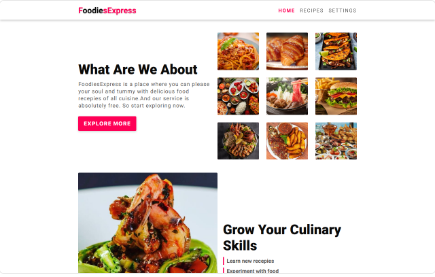 FoodiesExpress
HOME RECIPES SETTINGS
What Are We About
FoodiesExpress is a place where you can please
your soul and tummy with delicious food
recepies of all cuisine And our service is
absolutely free. So start exploring now.
EXPLORE MORE
Grow Your Culinary
Skills
Learn new recepies
Experiment with food